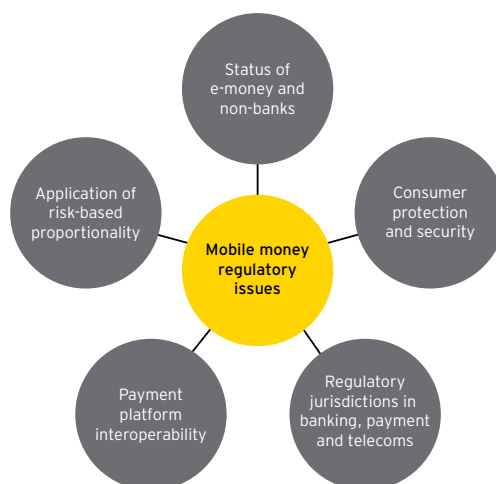 Status of
e-money and
non-banks
Application of
risk-based
proportionality
Consumer
protection
and security
Mobile money
regulatory
issues
Payment
platform
interoperability
Regulatory
jurisdictions in
banking, payment
and telecoms